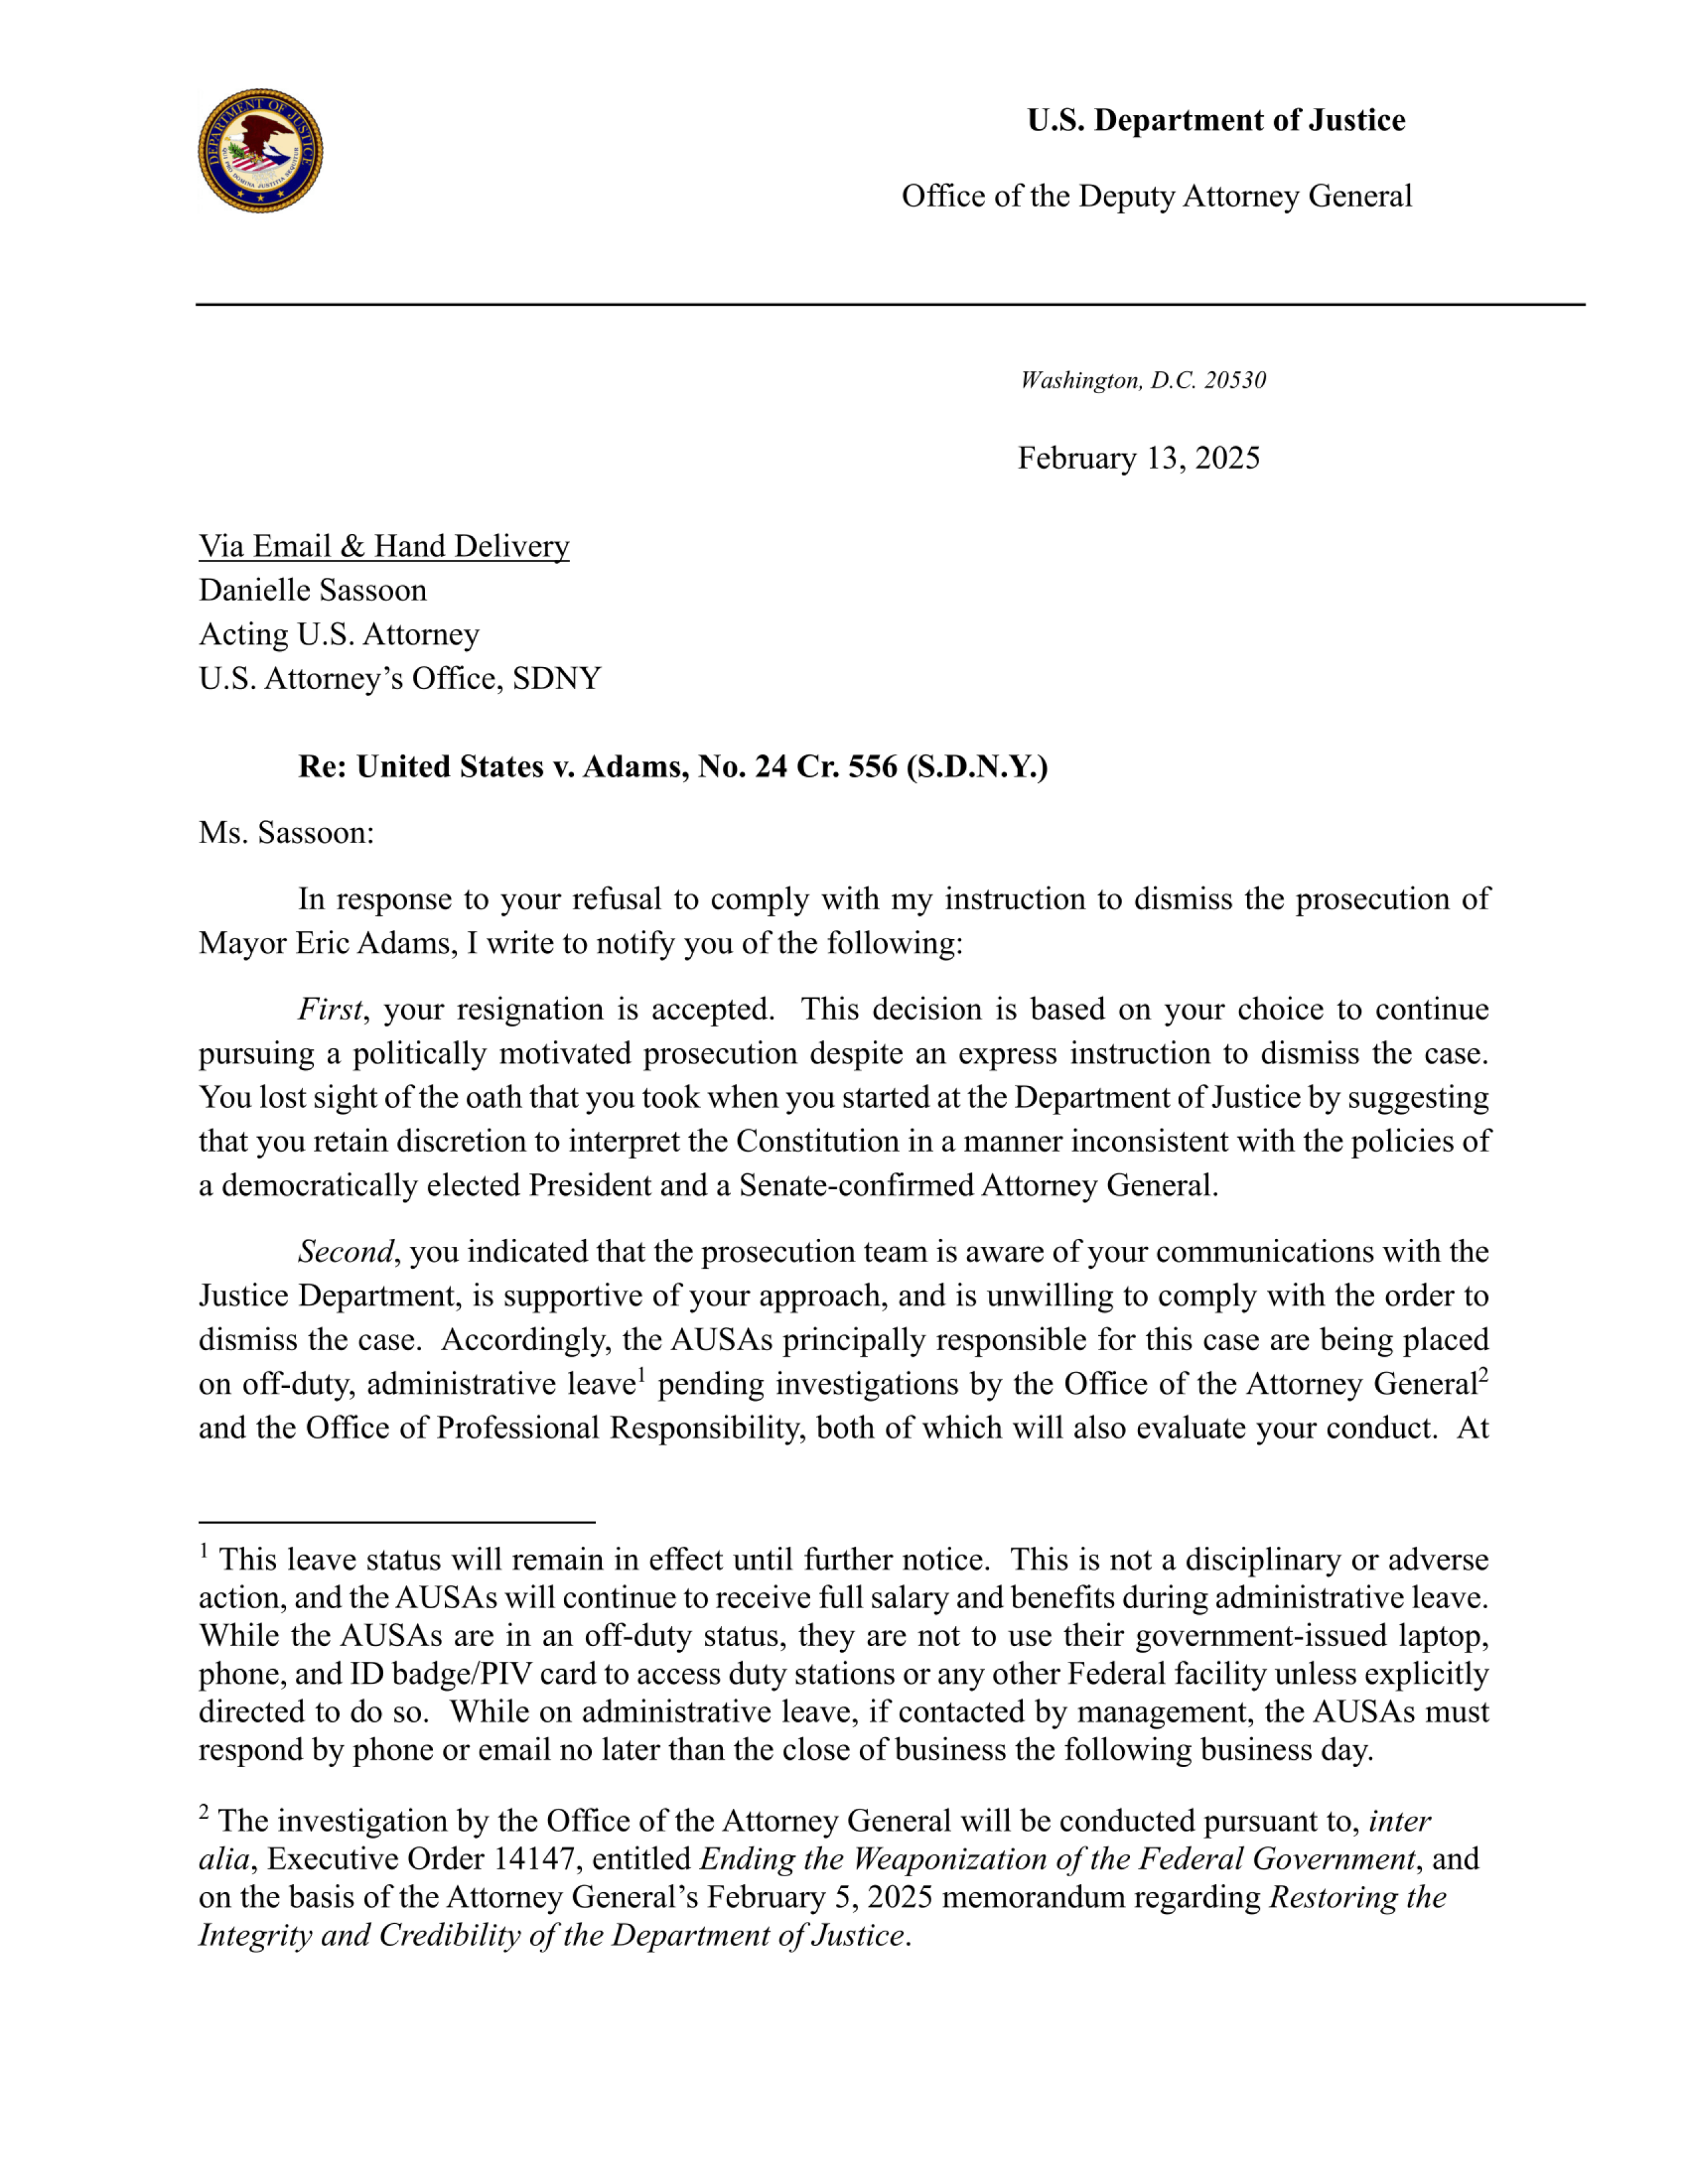 DEPARTMENT OF JUSTICE
QUI PRO DOMINA JUSTITIA SEQUITUR
U.S. Department of Justice
Office of the Deputy Attorney General
Washington, D.C. 20530
February 13, 2025
Via Email & Hand Delivery
Danielle Sassoon
Acting U.S. Attorney
U.S. Attorney’s Office, SDNY
Re: United States v. Adams, No. 24 Cr. 556 (S.D.N.Y.)
Ms. Sassoon:
In response to your refusal to comply with my instruction to dismiss the prosecution of
Mayor Eric Adams, I write to notify you of the following:
First, your resignation is accepted. This decision is based on your choice to continue
pursuing a politically motivated prosecution despite an express instruction to dismiss the case.
You lost sight of the oath that you took when you started at the Department of Justice by suggesting
that you retain discretion to interpret the Constitution in a manner inconsistent with the policies of
a democratically elected President and a Senate-confirmed Attorney General.
Second, you indicated that the prosecution team is aware of your communications with the
Justice Department, is supportive of your approach, and is unwilling to comply with the order to
dismiss the case. Accordingly, the AUSAs principally responsible for this case are being placed
on off-duty, administrative leave1 pending investigations by the Office of the Attorney General2
and the Office of Professional Responsibility, both of which will also evaluate your conduct. At
1 This leave status will remain in effect until further notice. This is not a disciplinary or adverse
action, and the AUSAs will continue to receive full salary and benefits during administrative leave.
While the AUSAs are in an off-duty status, they are not to use their government-issued laptop,
phone, and ID badge/PIV card to access duty stations or any other Federal facility unless explicitly
directed to do so. While on administrative leave, if contacted by management, the AUSAs must
respond by phone or email no later than the close of business the following business day.
2 The investigation by the Office of the Attorney General will be conducted pursuant to, inter
alia, Executive Order 14147, entitled Ending the Weaponization of the Federal Government, and
on the basis of the Attorney General’s February 5, 2025 memorandum regarding Restoring the
Integrity and Credibility of the Department of Justice.